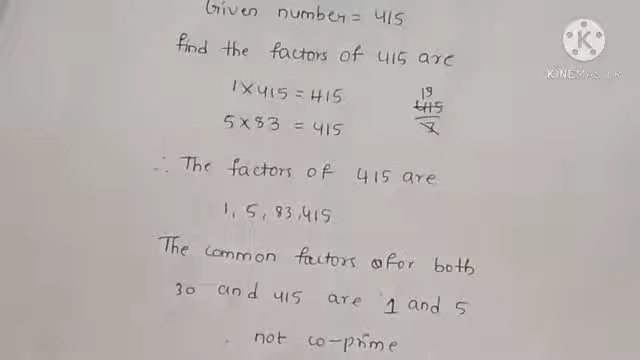 Given number = 415
find the factors of 415 are
1 × 415 = 415
5 × 83 = 415
19
415
∴ The factors of 415 are
1, 5, 83, 415
The common factors for both
30 and 415 are 1 and 5
not co-prime
KINEMASTER